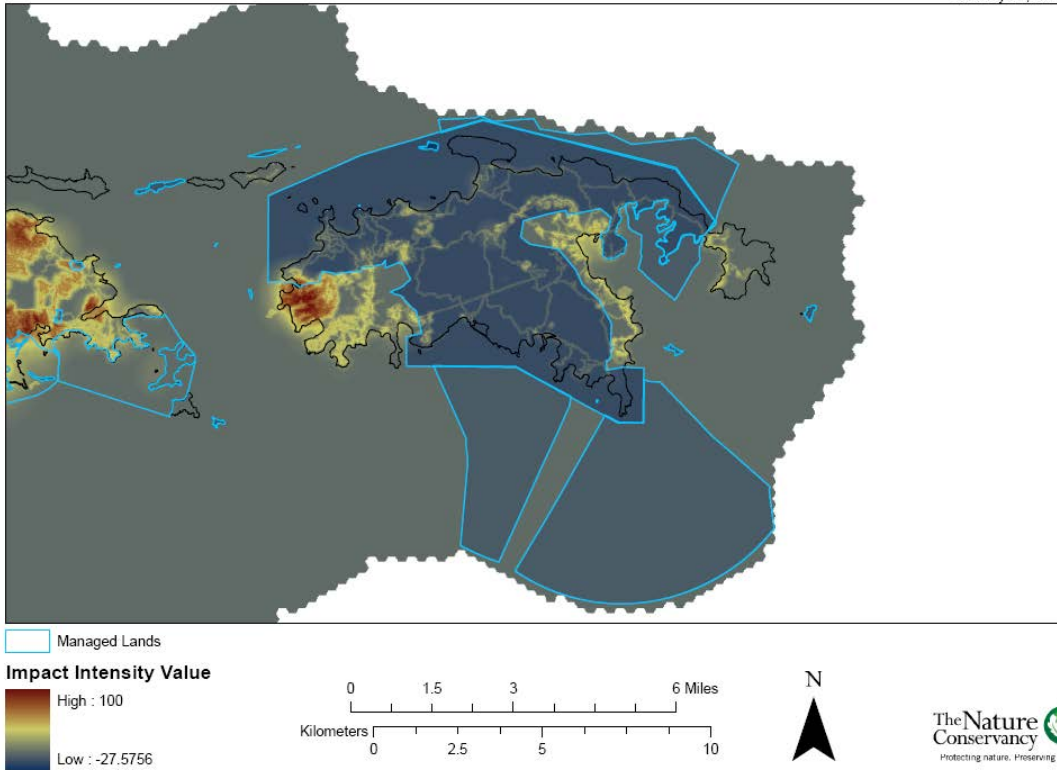 Managed Lands
Impact Intensity Value
High : 100
Low : -27.5756
0 1.5 3 6 Miles
Kilometers
0 2.5 5 10
N
The Nature
Conservancy
Protecting nature. Preserving